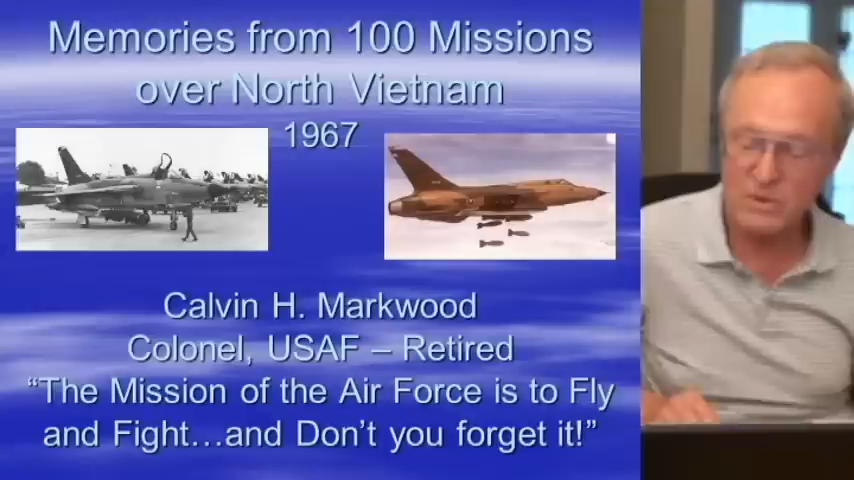 Memories from 100 Missions
over North Vietnam
1967
Calvin H. Markwood
Colonel, USAF – Retired
“The Mission of the Air Force is to Fly
and Fight…and Don’t you forget it!”